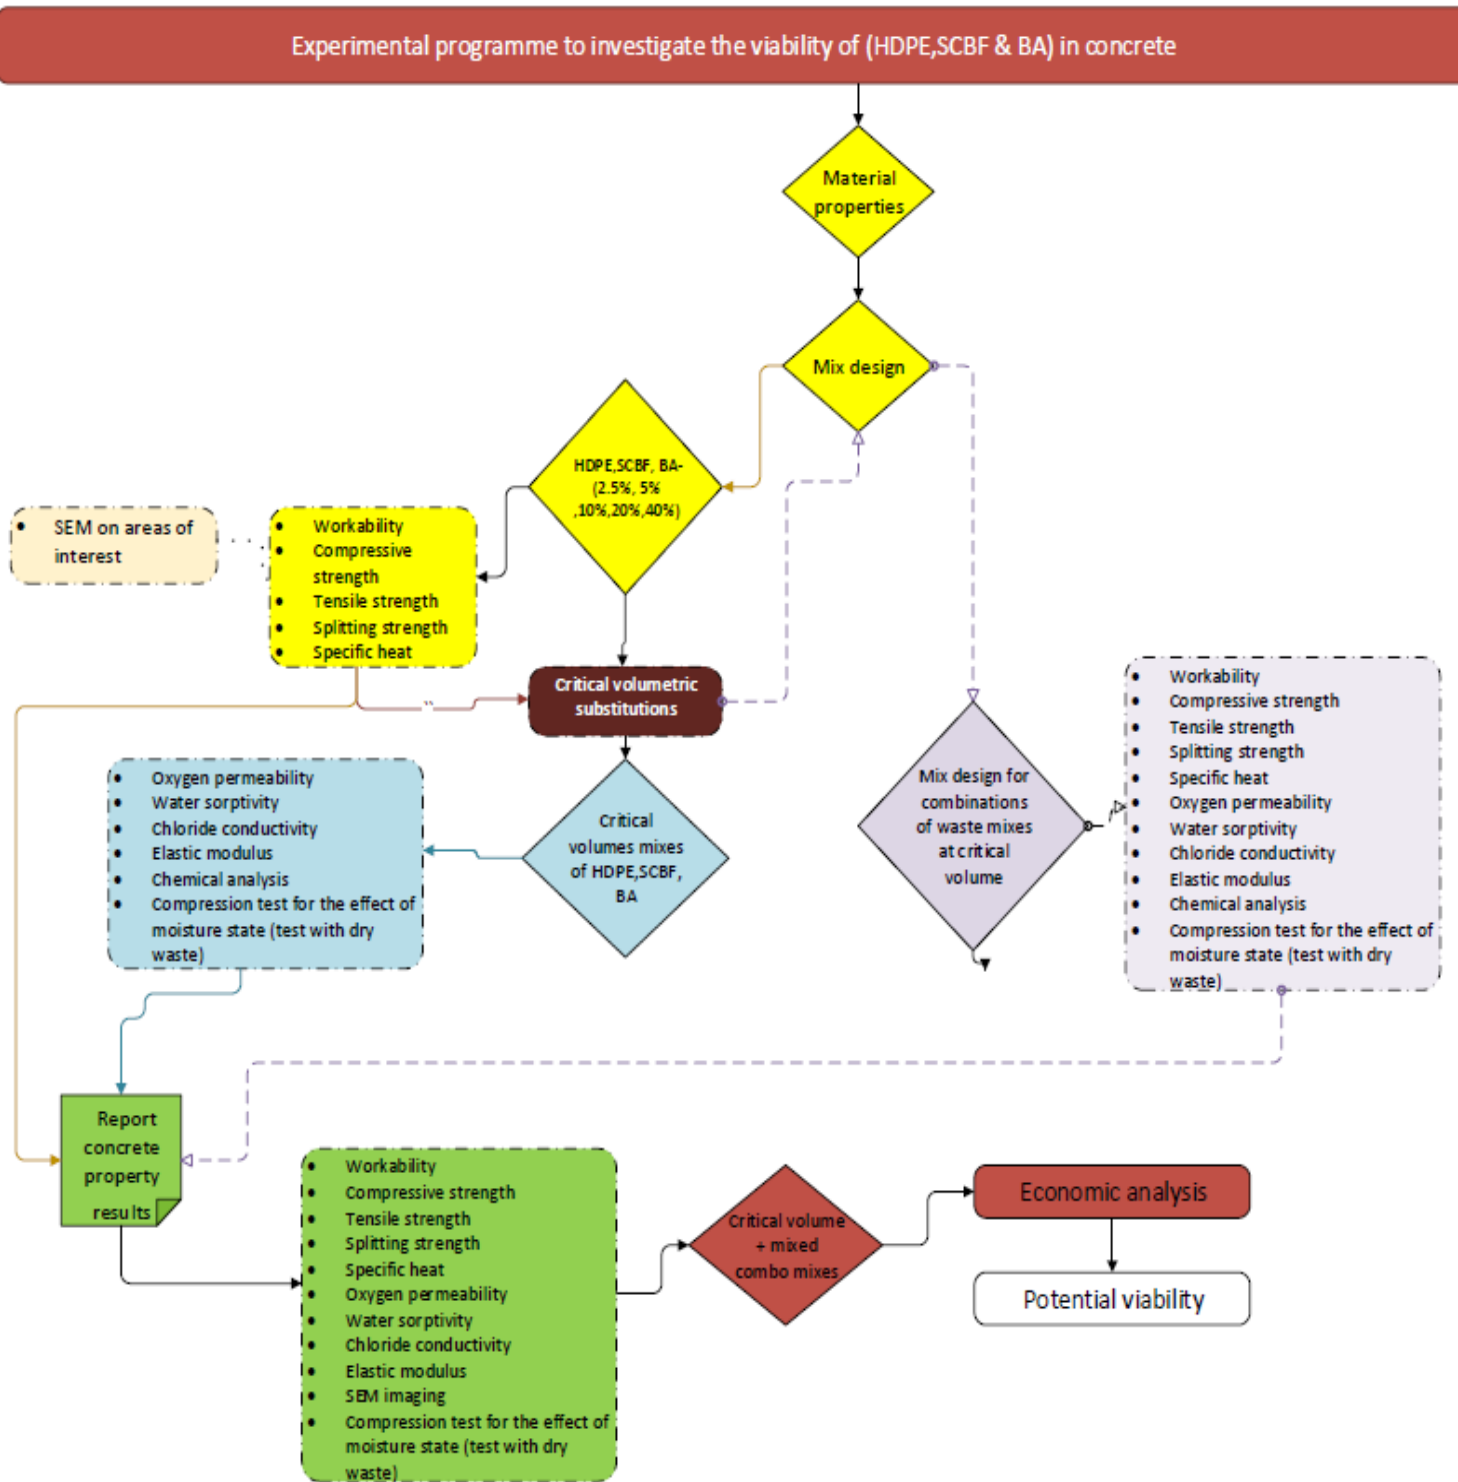 Experimental programme to investigate the viability of (HDPE,SCBF & BA) in concrete
Material
properties
Mix design
HDPE,SCBF, BA-
(2.5%, 5%
,10%,20%,40%)
• SEM on areas of
interest
• Workability
• Compressive
strength
• Tensile strength
• Splitting strength
• Specific heat
Critical volumetric
substitutions
• Oxygen permeability
• Water sorptivity
• Chloride conductivity
• Elastic modulus
• Chemical analysis
• Compression test for the effect of
moisture state (test with dry
waste)
Critical
volumes mixes
of HDPE,SCBF,
BA
Mix design for
combinations
of waste mixes
at critical
volume
• Workability
• Compressive strength
• Tensile strength
• Splitting strength
• Specific heat
• Oxygen permeability
• Water sorptivity
• Chloride conductivity
• Elastic modulus
• Chemical analysis
• Compression test for the effect of
moisture state (test with dry
waste)
Report
concrete
property
results
• Workability
• Compressive strength
• Tensile strength
• Splitting strength
• Specific heat
• Oxygen permeability
• Water sorptivity
• Chloride conductivity
• Elastic modulus
• SEM imaging
• Compression test for the effect of
moisture state (test with dry
waste)
Critical volume
+ mixed
combo mixes
Economic analysis
Potential viability